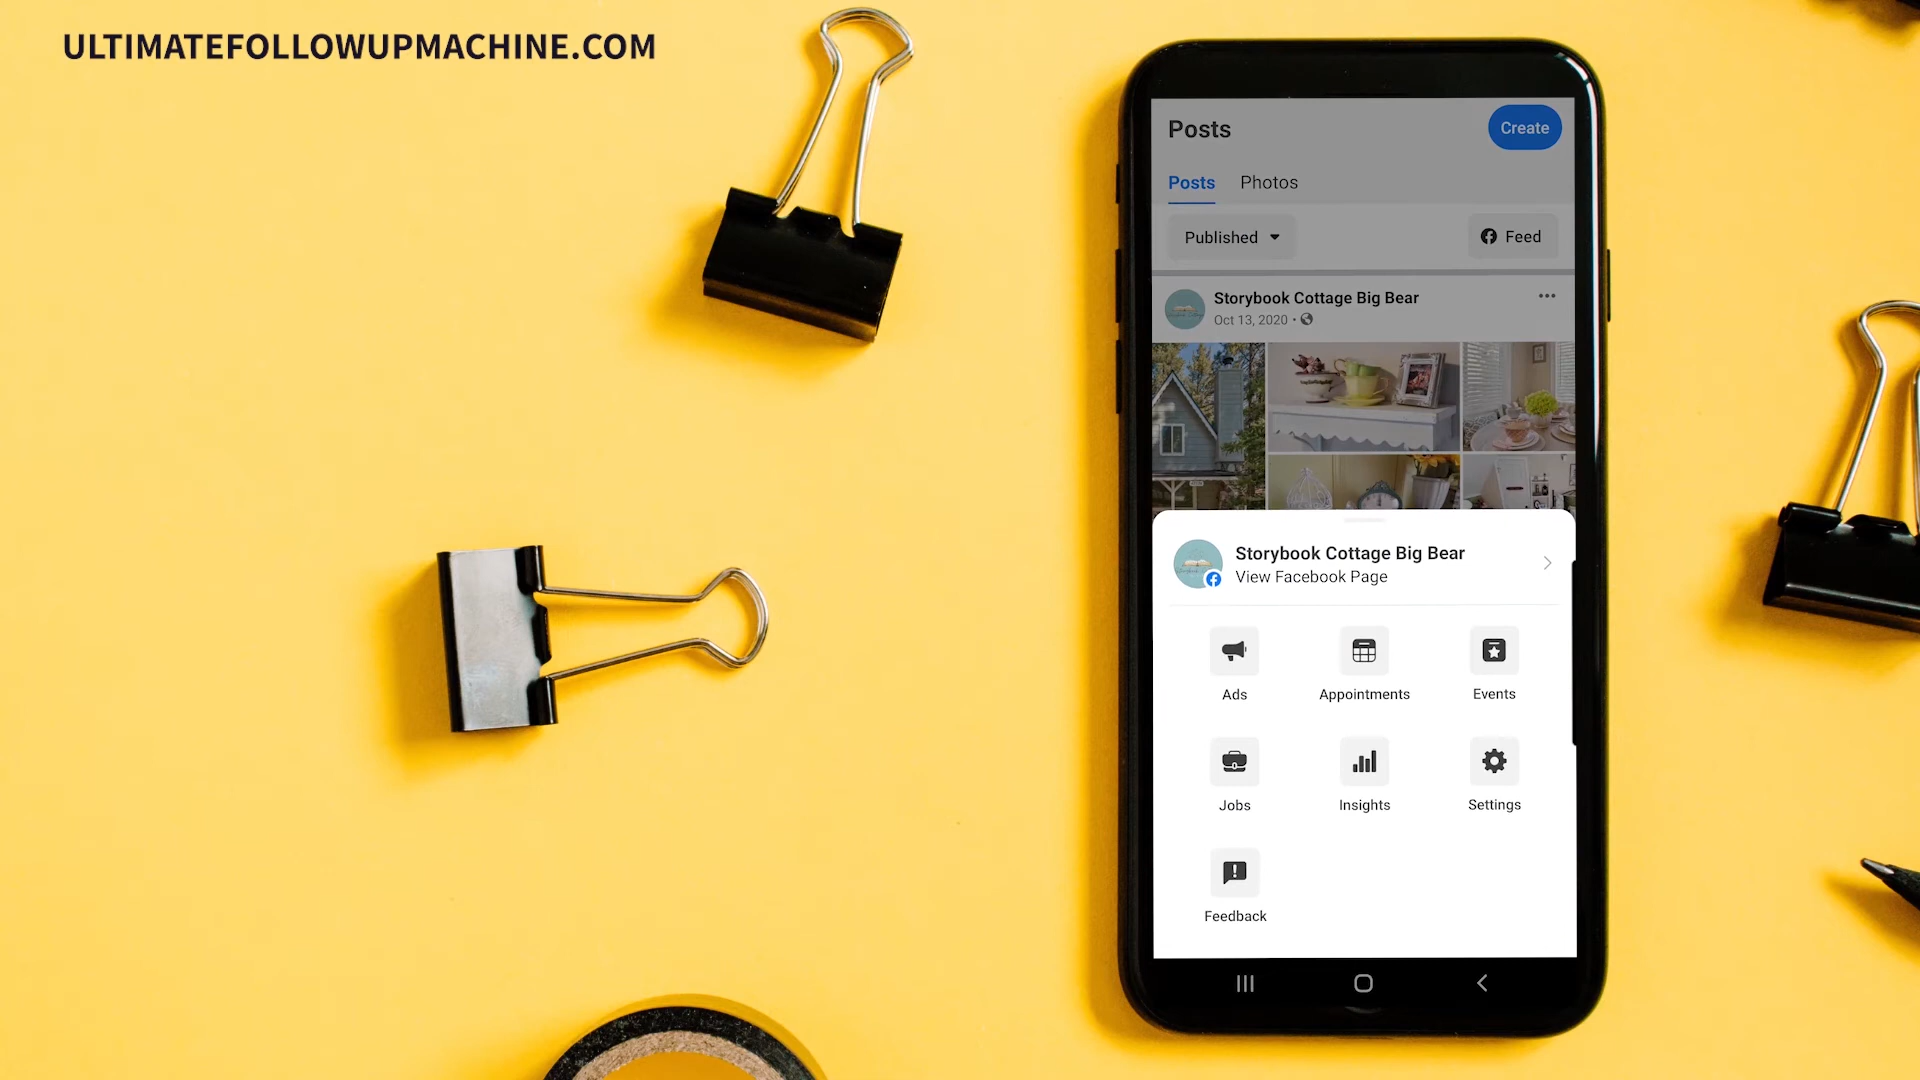 ULTIMATEFOLLOWUPMACHINE.COM
Posts
Create
Posts Photos
Published
Feed
Storybook Cottage Big Bear
Oct 13, 2020 •
Storybook Cottage Big Bear
View Facebook Page
Ads Appointments Events
Jobs Insights Settings
Feedback